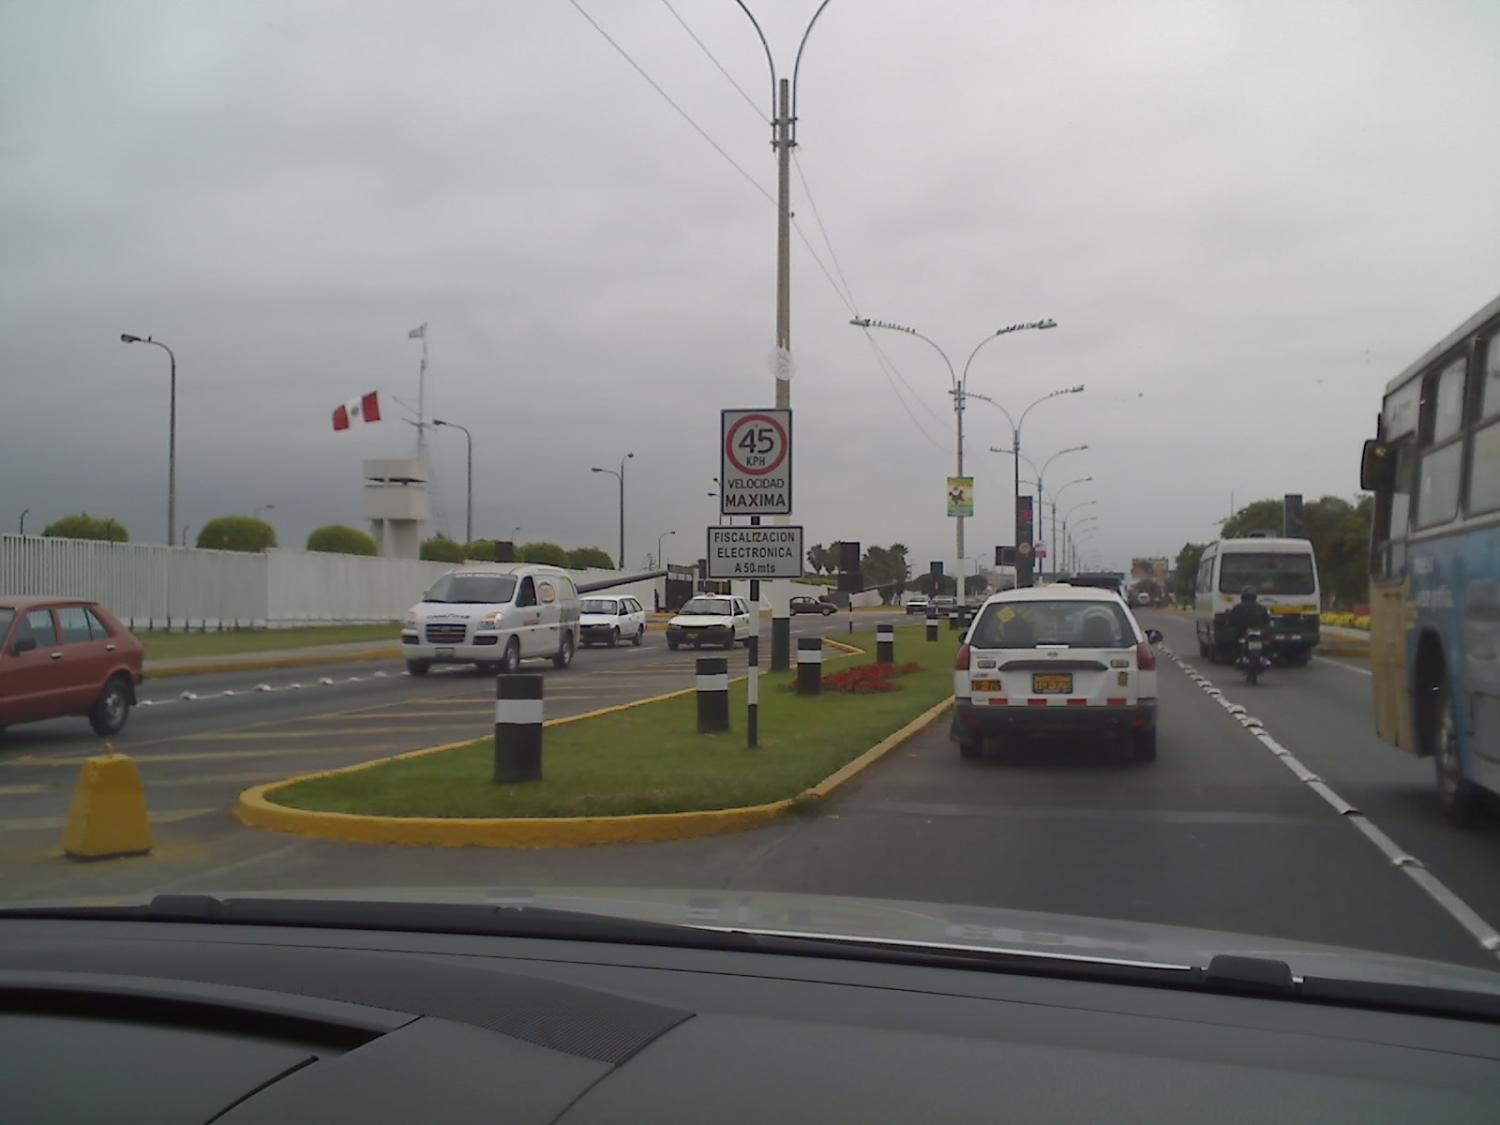 45
KPH
VELOCIDAD
MAXIMA
FISCALIZACION
ELECTRONICA
A 50 mts